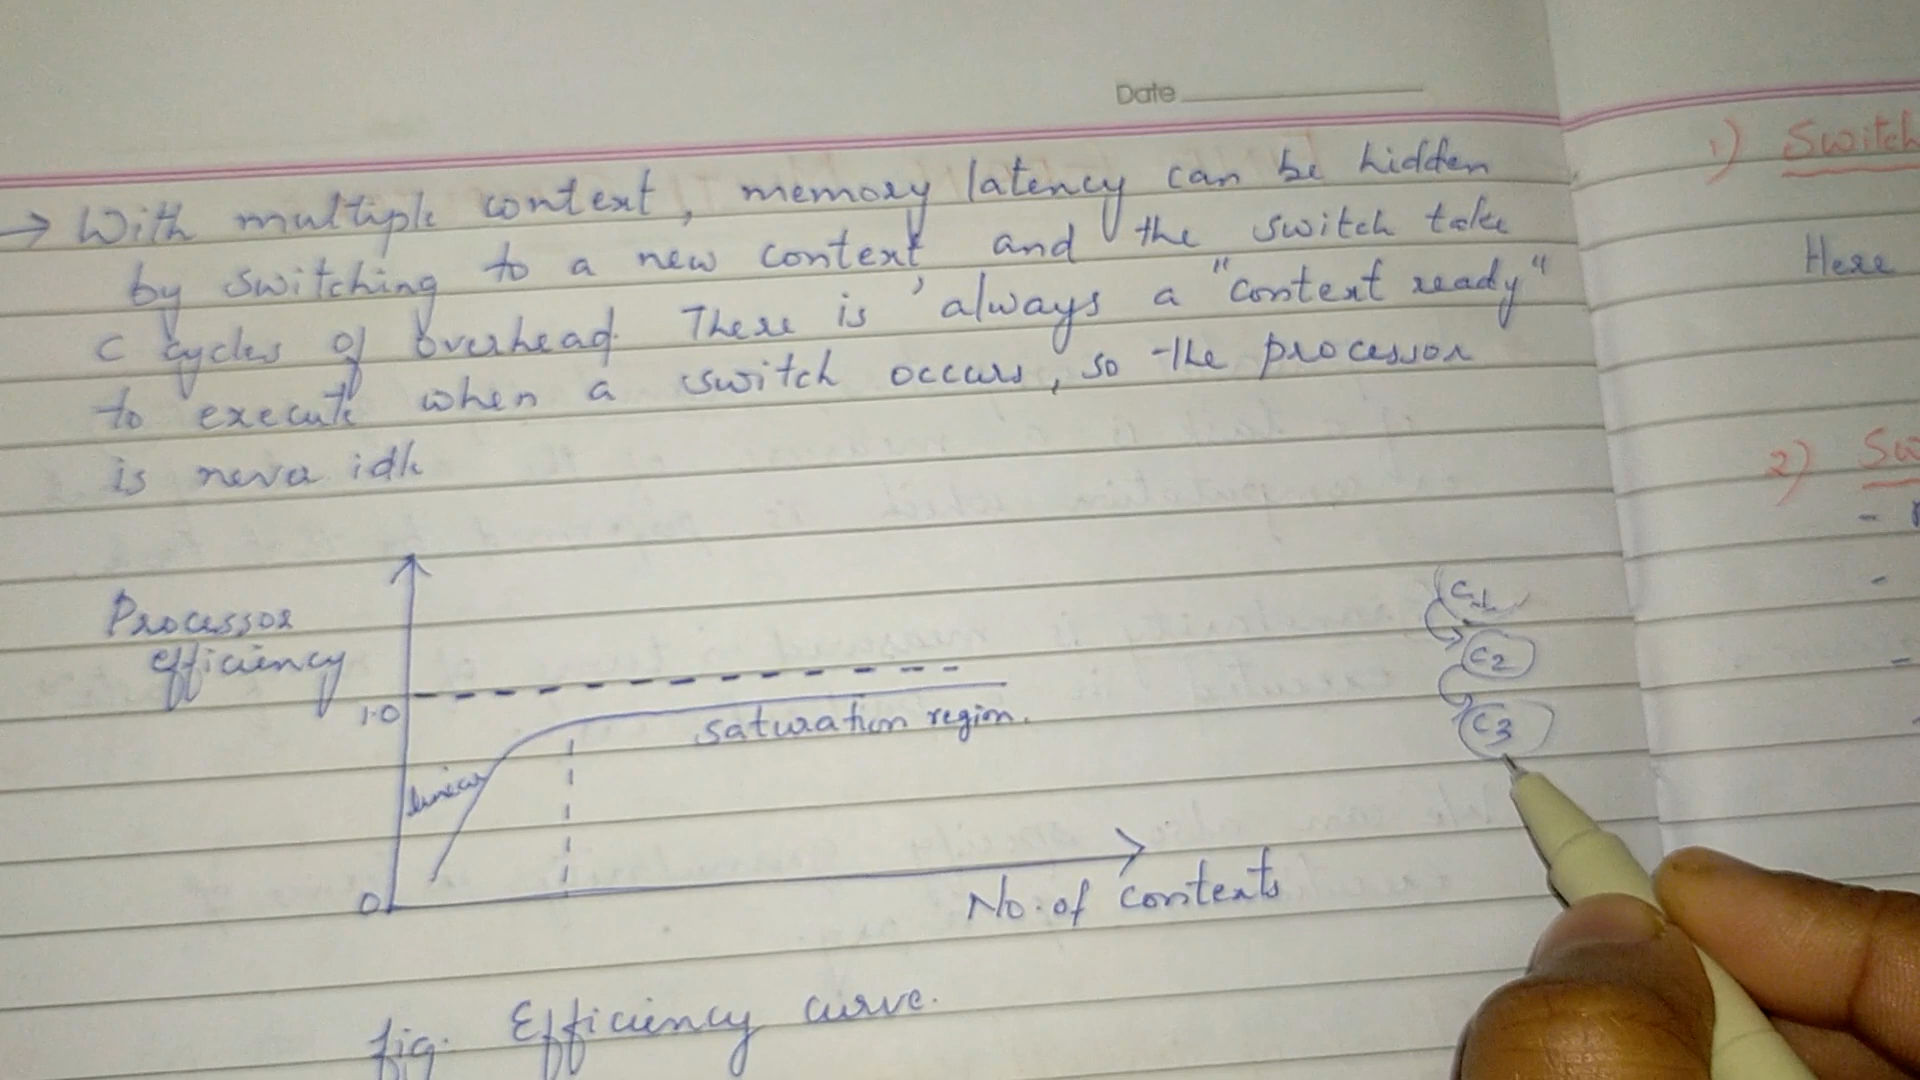 Date
→ With multiple context, memory latency can be hidden
by switching to a new context, and the switch take
C cycles of overhead. There is always a "context ready"
to execute when a switch occurs, so the processor
is never idle
Processor
efficiency
1.0
saturation region.
linear
0
No. of contexts
fig. Efficiency curve.
C1
C2
C3
1) Switch
Here
2) Sw
-
-
-